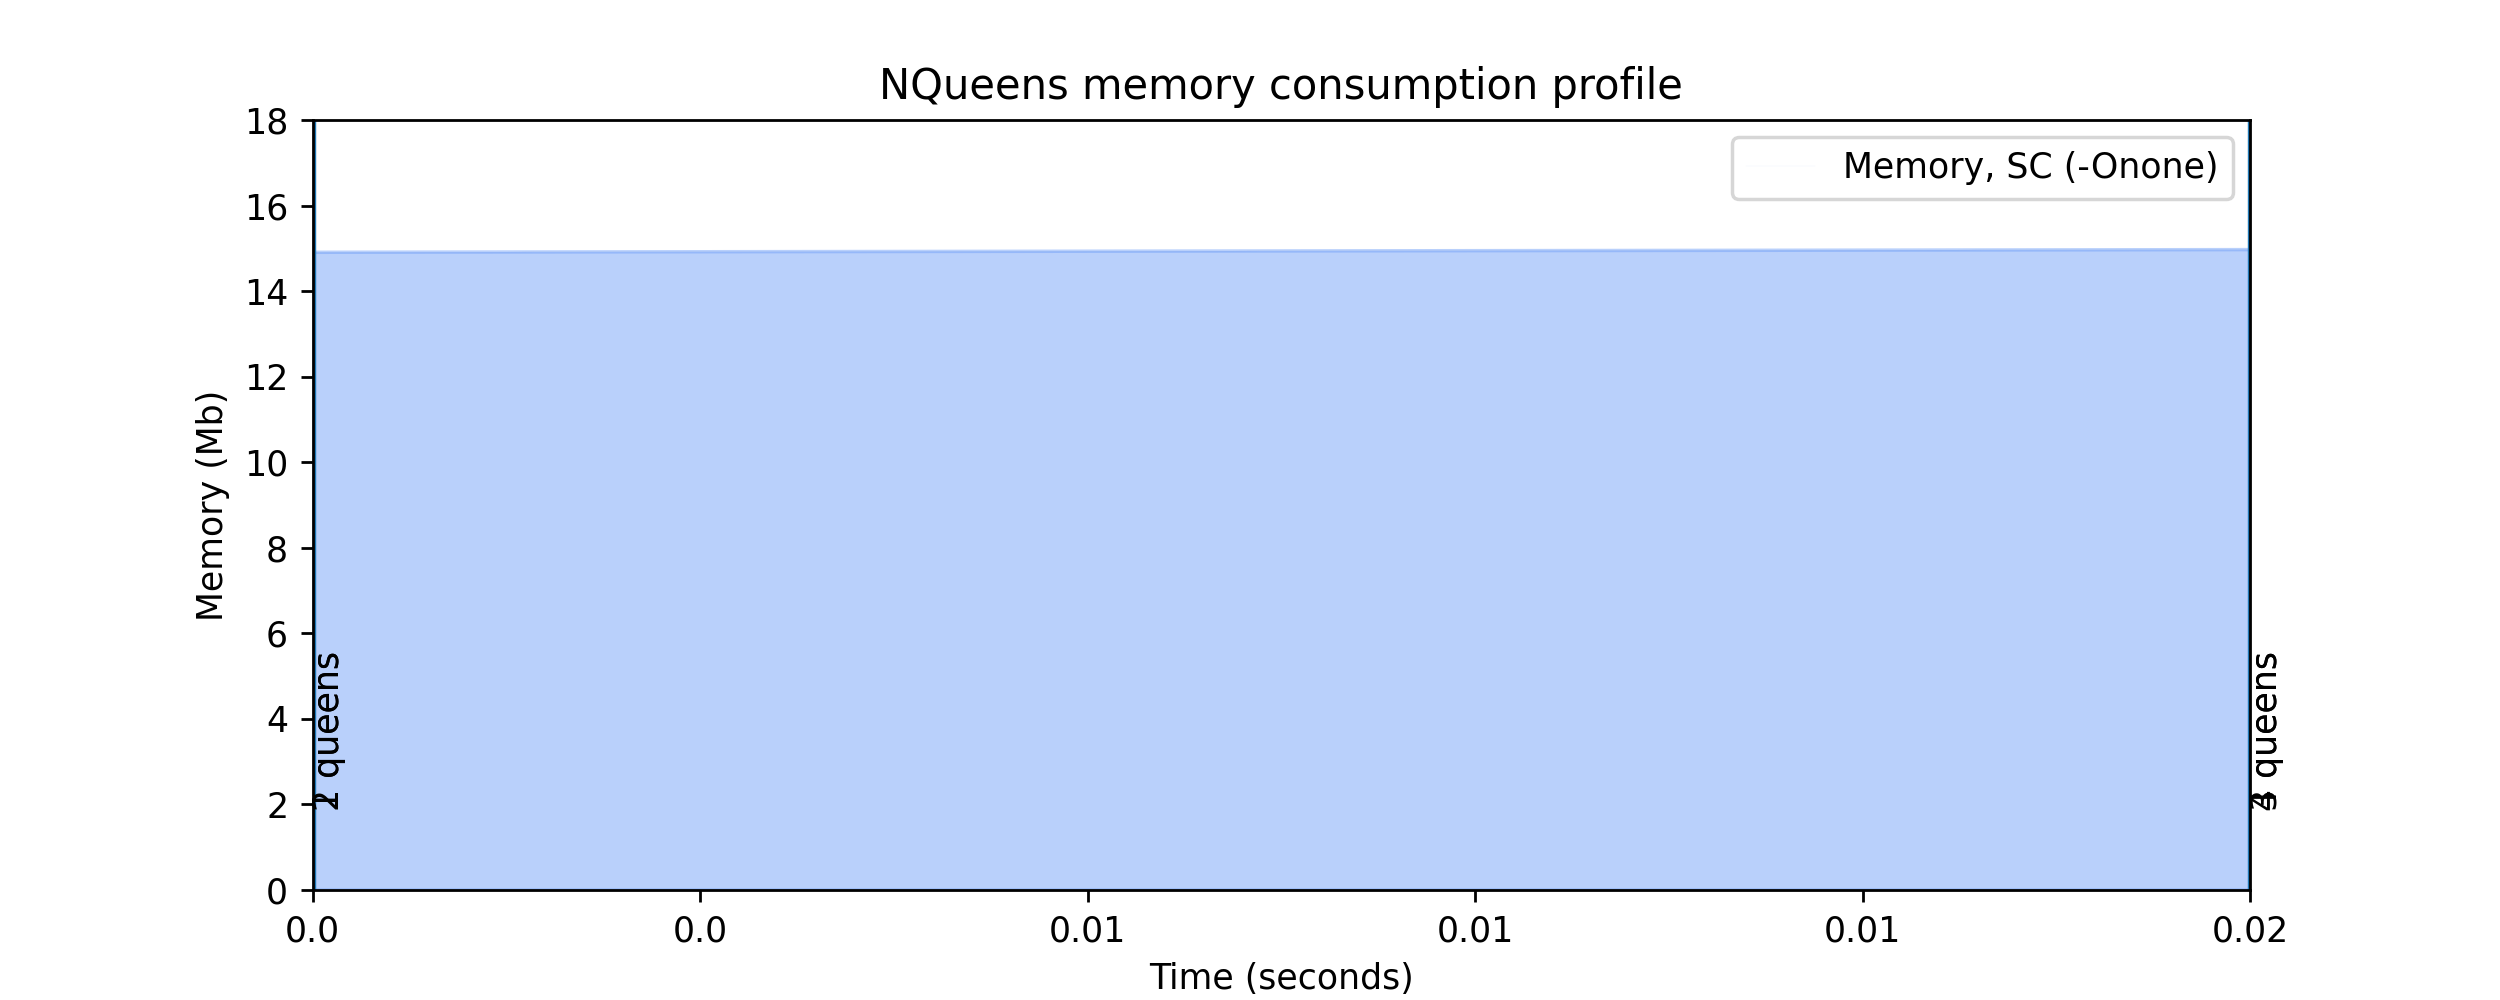 NQueens memory consumption profile
Memory, SC (-Onone)
18
16
14
12
10
8
6
4
2
0
Memory (Mb)
queens
queens
0.0
0.0
0.01
0.01
0.01
0.02
Time (seconds)